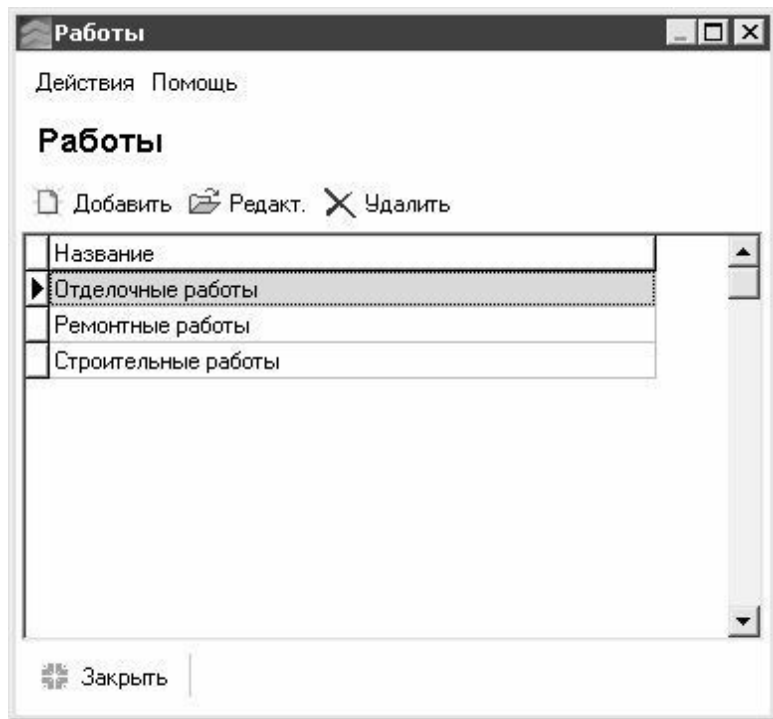 Работы
Действия Помощь
Работы
Добавить Редакт. Удалить
Название
Отделочные работы
Ремонтные работы
Строительные работы
Закрыть